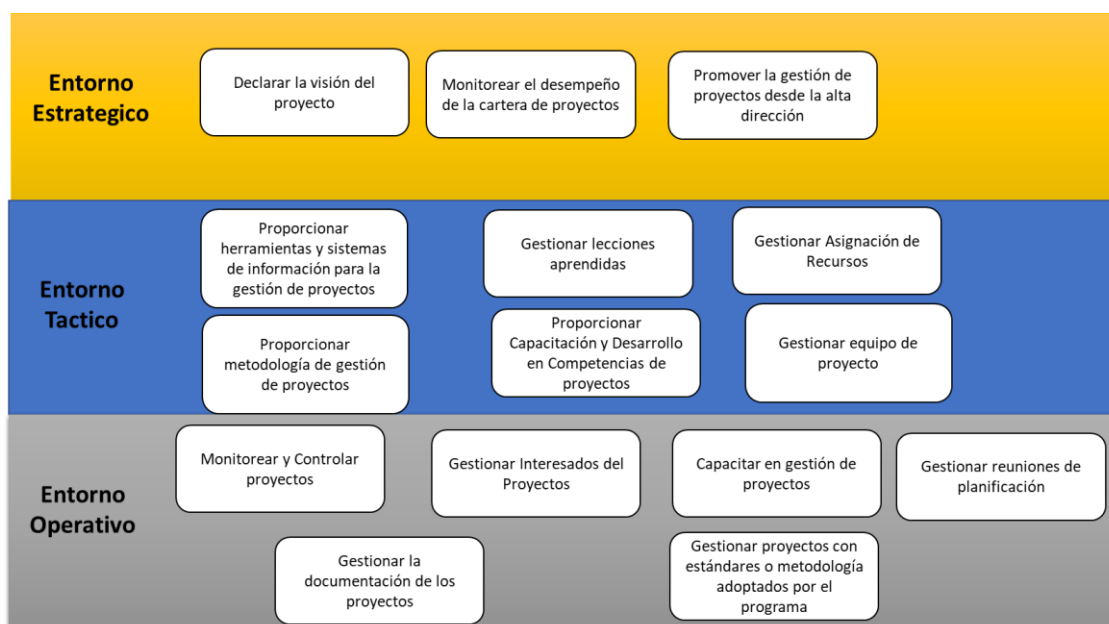 Entorno
Estrategico
Declarar la visión del
proyecto
Monitorear el desempeño
de la cartera de proyectos
Promover la gestión de
proyectos desde la alta
dirección
Entorno
Tactico
Proporcionar
herramientas y sistemas
de información para la
gestión de proyectos
Gestionar lecciones
aprendidas
Gestionar Asignación de
Recursos
Proporcionar
metodología de gestión
de proyectos
Proporcionar
Capacitación y Desarrollo
en Competencias de
proyectos
Gestionar equipo de
proyecto
Entorno
Operativo
Monitorear y Controlar
proyectos
Gestionar Interesados del
Proyectos
Capacitar en gestión de
proyectos
Gestionar reuniones de
planificación
Gestionar la
documentación de los
proyectos
Gestionar proyectos con
estándares o metodología
adoptados por el
programa